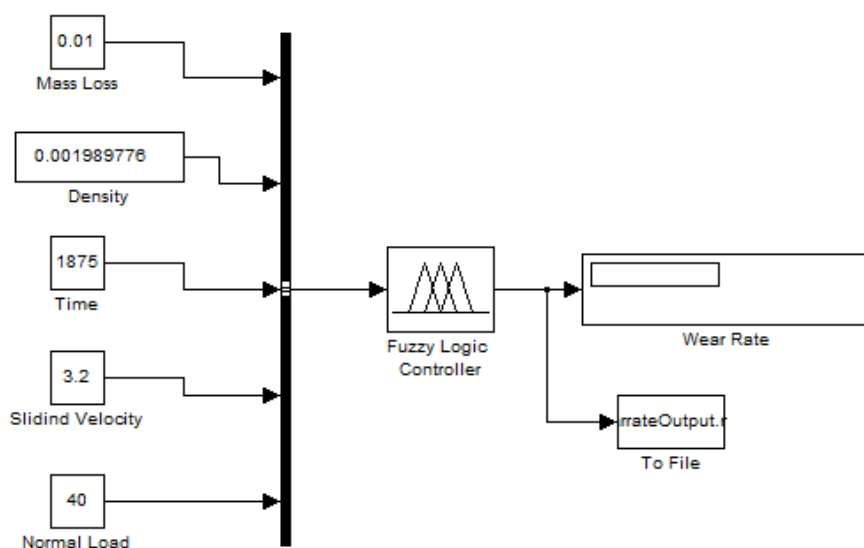 0.01
Mass Loss
0.001989776
Density
1875
Time
3.2
Slidind Velocity
40
Normal Load
Fuzzy Logic
Controller
Wear Rate
rrateOutput.r
To File